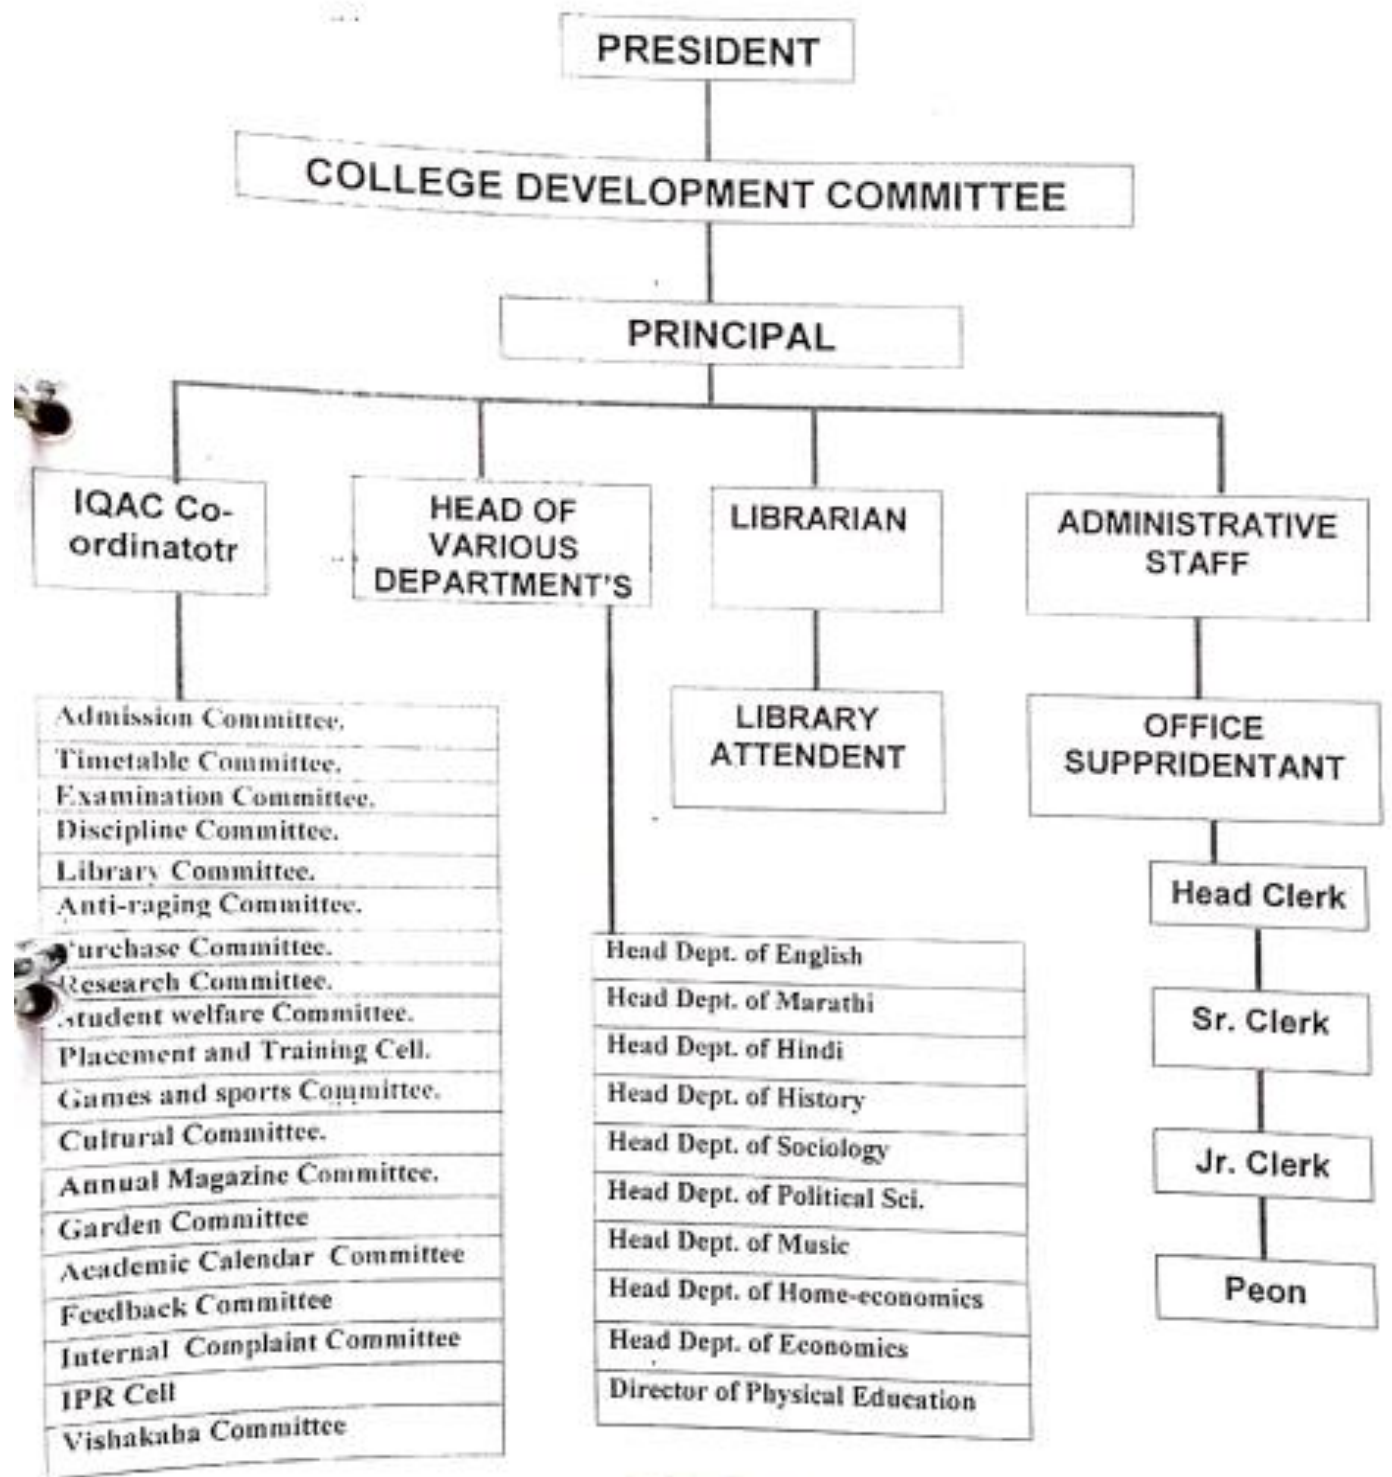 PRESIDENT
COLLEGE DEVELOPMENT COMMITTEE
PRINCIPAL
IQAC Co-
ordinatotr
HEAD OF
VARIOUS
DEPARTMENT'S
LIBRARIAN
ADMINISTRATIVE
STAFF
Admission Committee.
Timetable Committee.
Examination Committee.
Discipline Committee.
Library Committee.
Anti-raging Committee.
Purchase Committee.
Research Committee.
Student welfare Committee.
Placement and Training Cell.
Games and sports Committee.
Cultural Committee.
Annual Magazine Committee.
Garden Committee
Academic Calendar Committee
Feedback Committee
Internal Complaint Committee
IPR Cell
Vishakaha Committee
Head Dept. of English
Head Dept. of Marathi
Head Dept. of Hindi
Head Dept. of History
Head Dept. of Sociology
Head Dept. of Political Sci.
Head Dept. of Music
Head Dept. of Home-economics
Head Dept. of Economics
Director of Physical Education
LIBRARY
ATTENDENT
OFFICE
SUPPRIDENTANT
Head Clerk
Sr. Clerk
Jr. Clerk
Peon